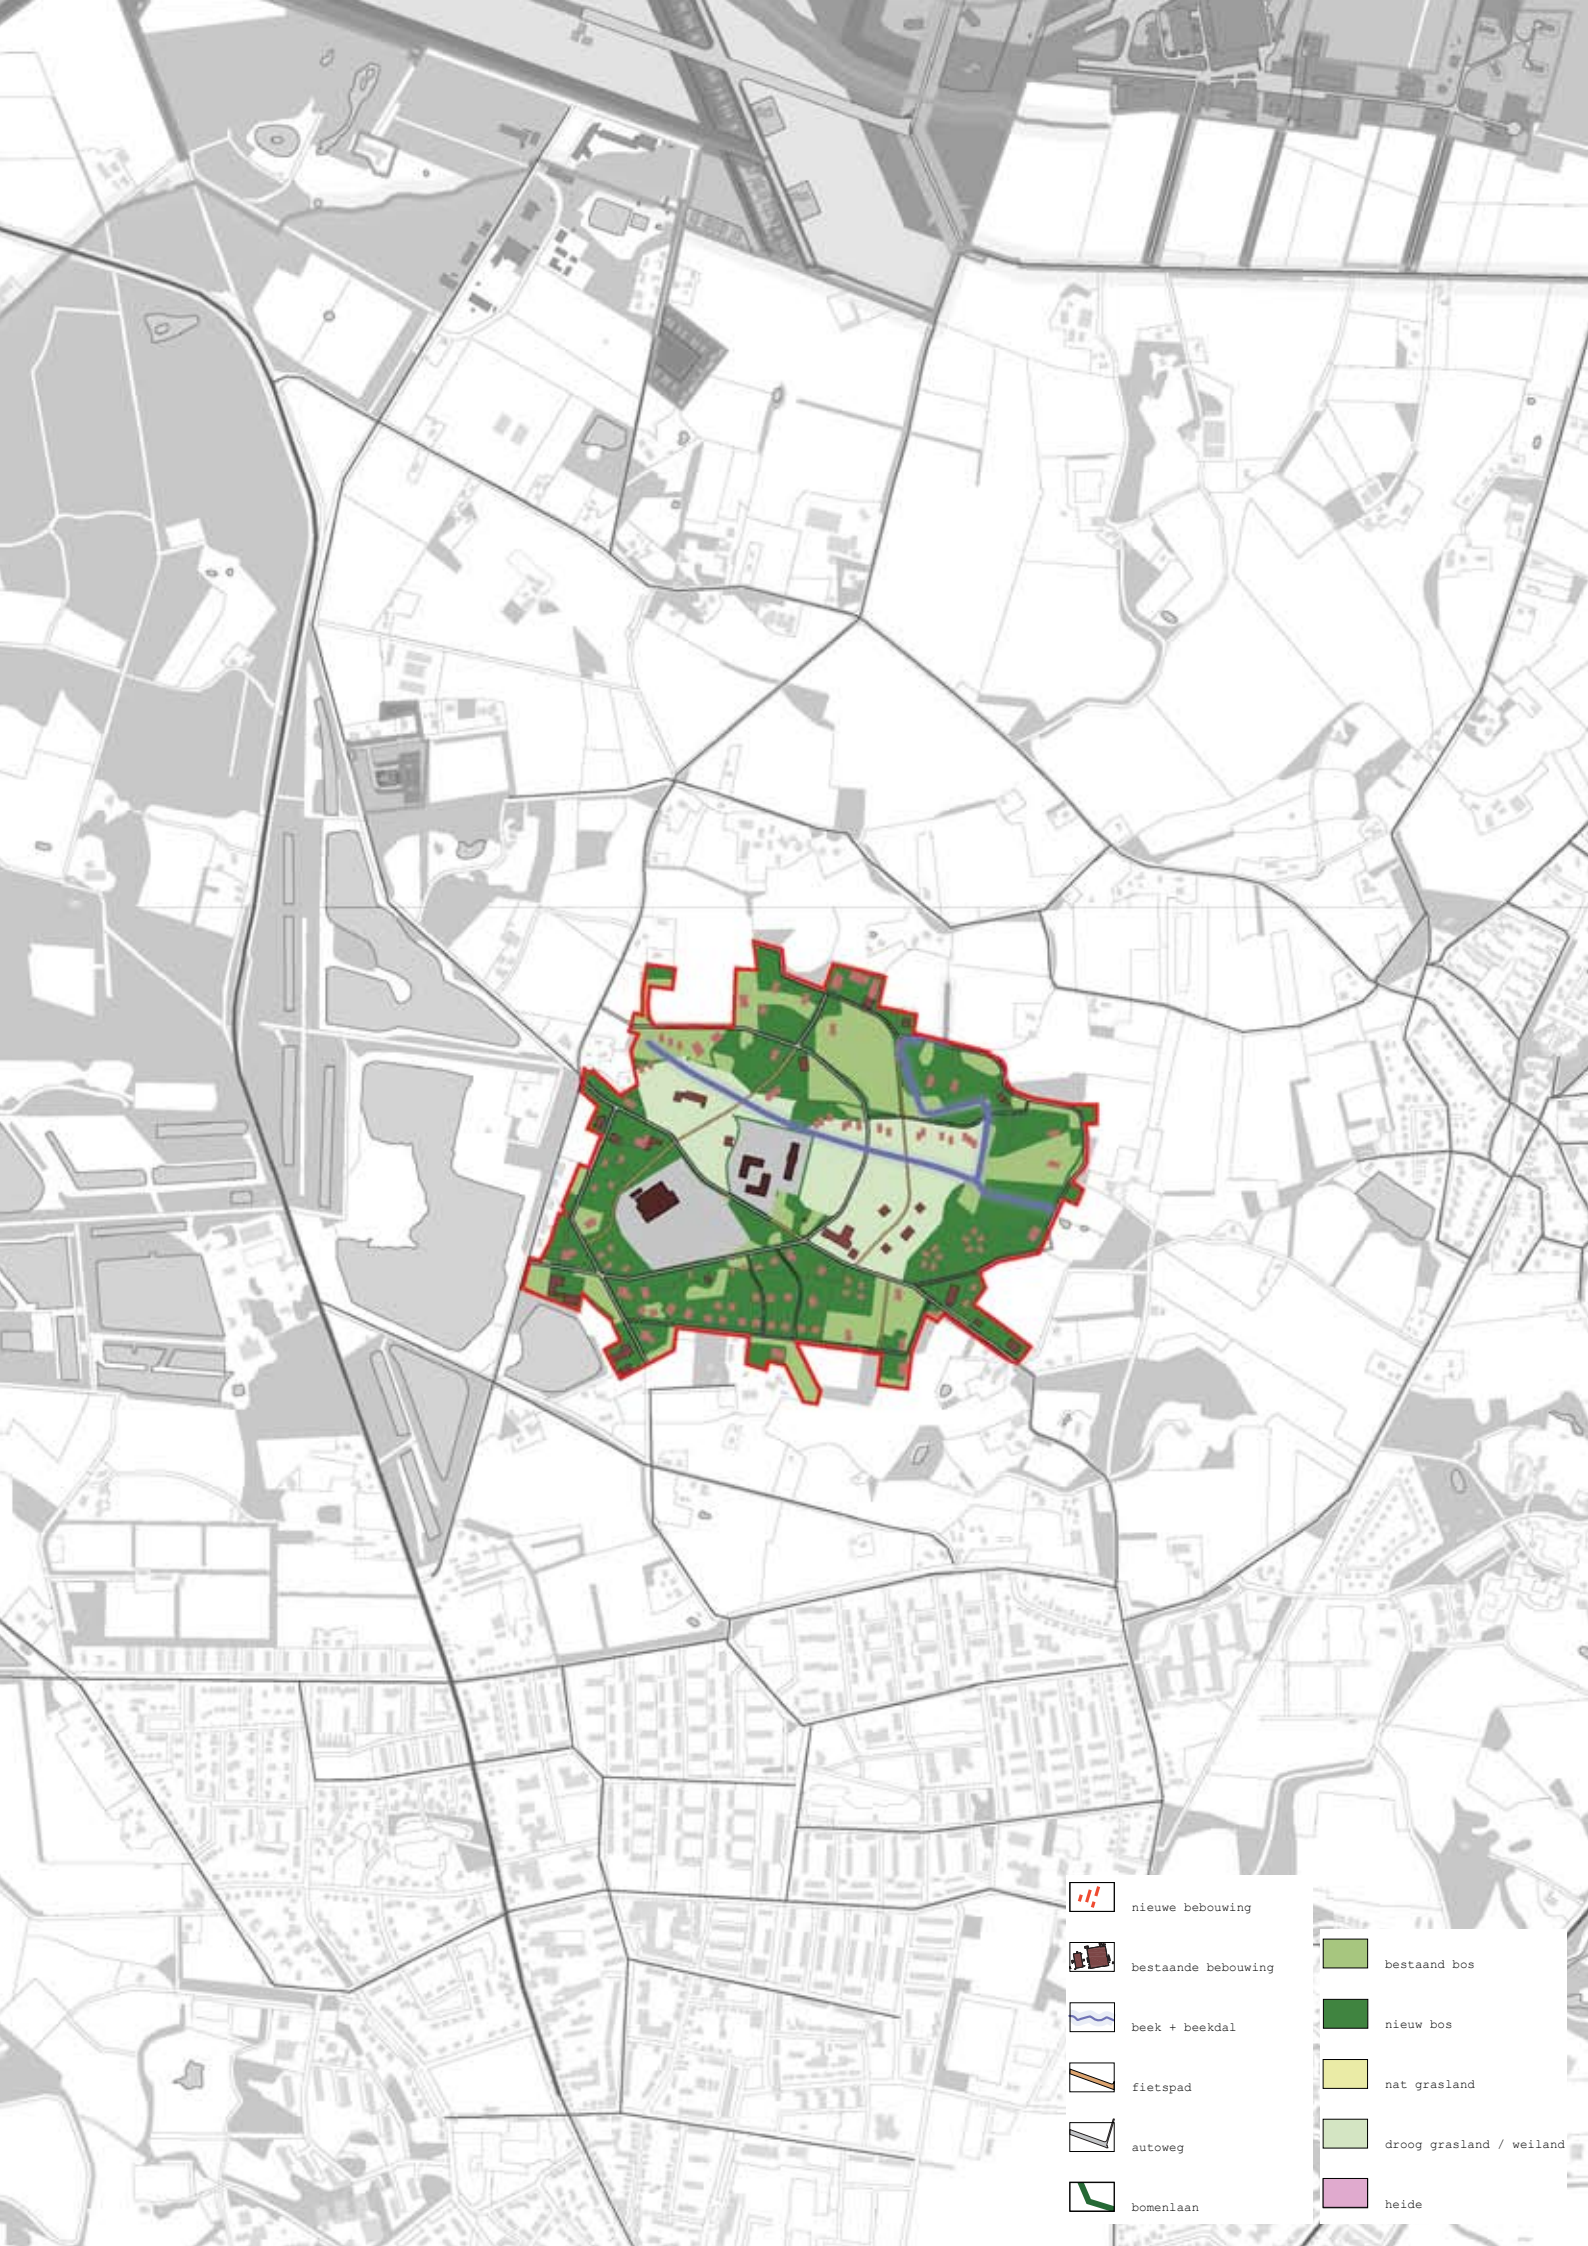 nieuwe bebouwing
bestaande bebouwing
beek + beekdal
fietspad
autoweg
bomenlaan
bestaand bos
nieuw bos
nat grasland
droog grasland / weiland
heide